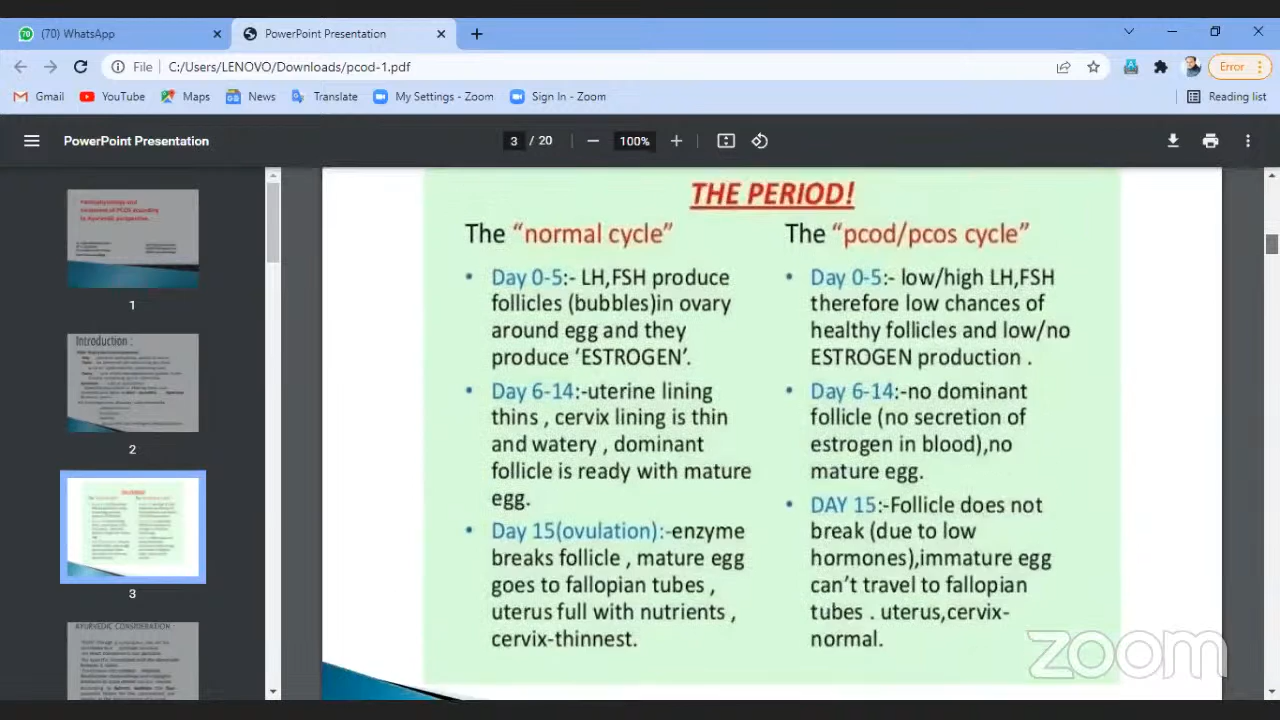 (70) WhatsApp
PowerPoint Presentation
File C:/Users/LENOVO/Downloads/pcod-1.pdf
Error
Gmail YouTube Maps News Translate My Settings - Zoom Sign In - Zoom Reading list
PowerPoint Presentation
3 / 20
100%
1
Introduction :
2
3
AYURVEDIC CONSIDERATION
THE PERIOD!
The “normal cycle”
Day 0-5:- LH,FSH produce
follicles (bubbles)in ovary
around egg and they
produce ‘ESTROGEN’.
Day 6-14:-uterine lining
thins , cervix lining is thin
and watery , dominant
follicle is ready with mature
egg.
Day 15(ovulation):-enzyme
breaks follicle , mature egg
goes to fallopian tubes ,
uterus full with nutrients ,
cervix-thinnest.
The “pcod/pcos cycle”
Day 0-5:- low/high LH,FSH
therefore low chances of
healthy follicles and low/no
ESTROGEN production .
Day 6-14:-no dominant
follicle (no secretion of
estrogen in blood),no
mature egg.
DAY 15:-Follicle does not
break (due to low
hormones),immature egg
can’t travel to fallopian
tubes . uterus,cervix-
normal.
zoom